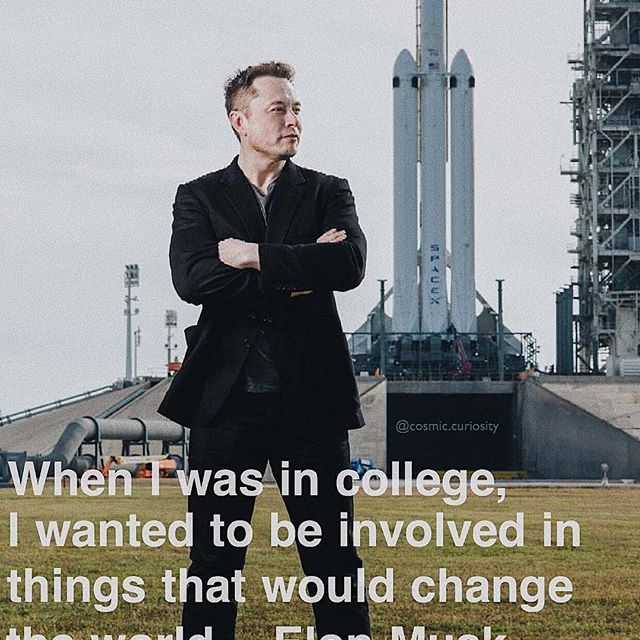 SPACEX
@cosmic.curiosity
When I was in college,
I wanted to be involved in
things that would change
the world. - Elon Musk